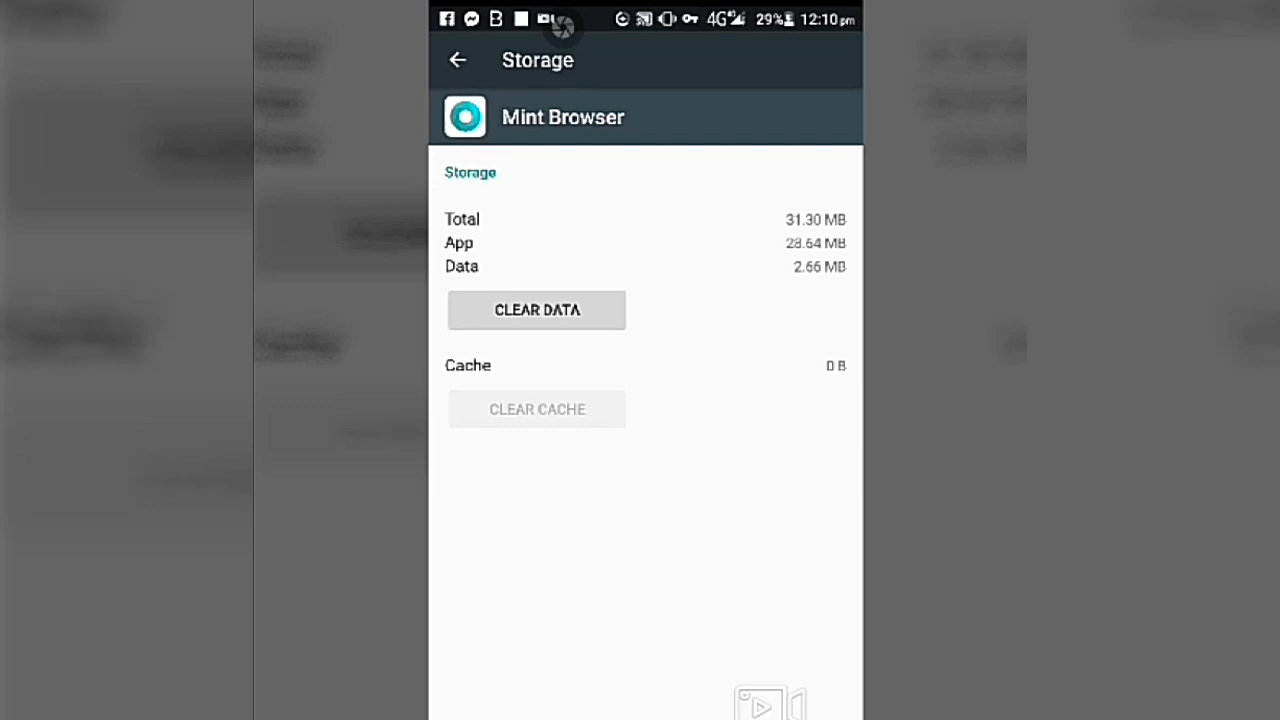 4G 29% 12:10 pm
Storage
Mint Browser
Storage
Total 31.30 MB
App 28.64 MB
Data 2.66 MB
CLEAR DATA
Cache 0 B
CLEAR CACHE